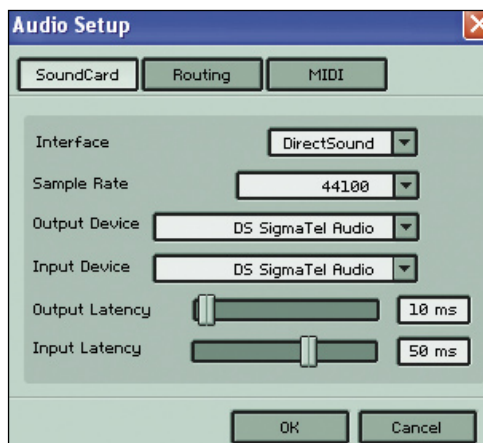 Audio Setup
SoundCard Routing MIDI
Interface DirectSound
Sample Rate 44100
Output Device DS SigmaTel Audio
Input Device DS SigmaTel Audio
Output Latency 10 ms
Input Latency 50 ms
OK Cancel